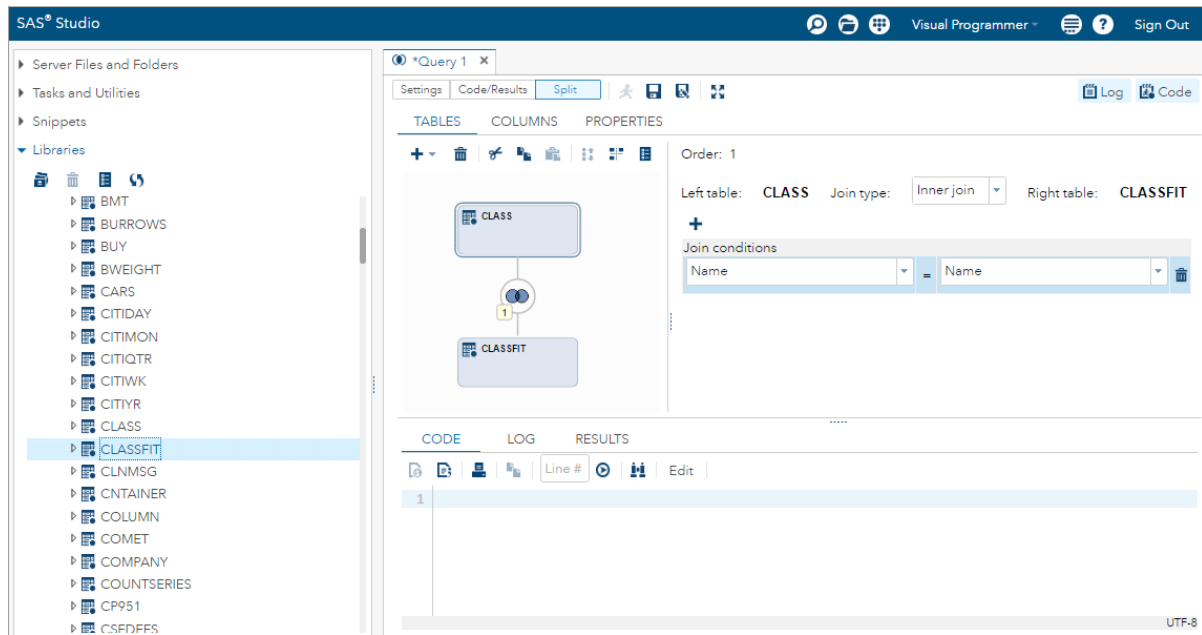 SAS® Studio
Visual Programmer
Sign Out
Server Files and Folders
Tasks and Utilities
Snippets
Libraries
BMT
BURROWS
BUY
BWEIGHT
CARS
CITIDAY
CITIMON
CITIQTR
CITIWK
CITIYR
CLASS
CLASSFIT
CLNMSG
CNTAINER
COLUMN
COMET
COMPANY
COUNTSERIES
CP951
*Query 1
Settings Code/Results Split
Log Code
TABLES COLUMNS PROPERTIES
CLASS
1
CLASSFIT
Order: 1
Left table: CLASS Join type: Inner join Right table: CLASSFIT
Join conditions
Name = Name
CODE LOG RESULTS
Line # Edit
1
UTF-8